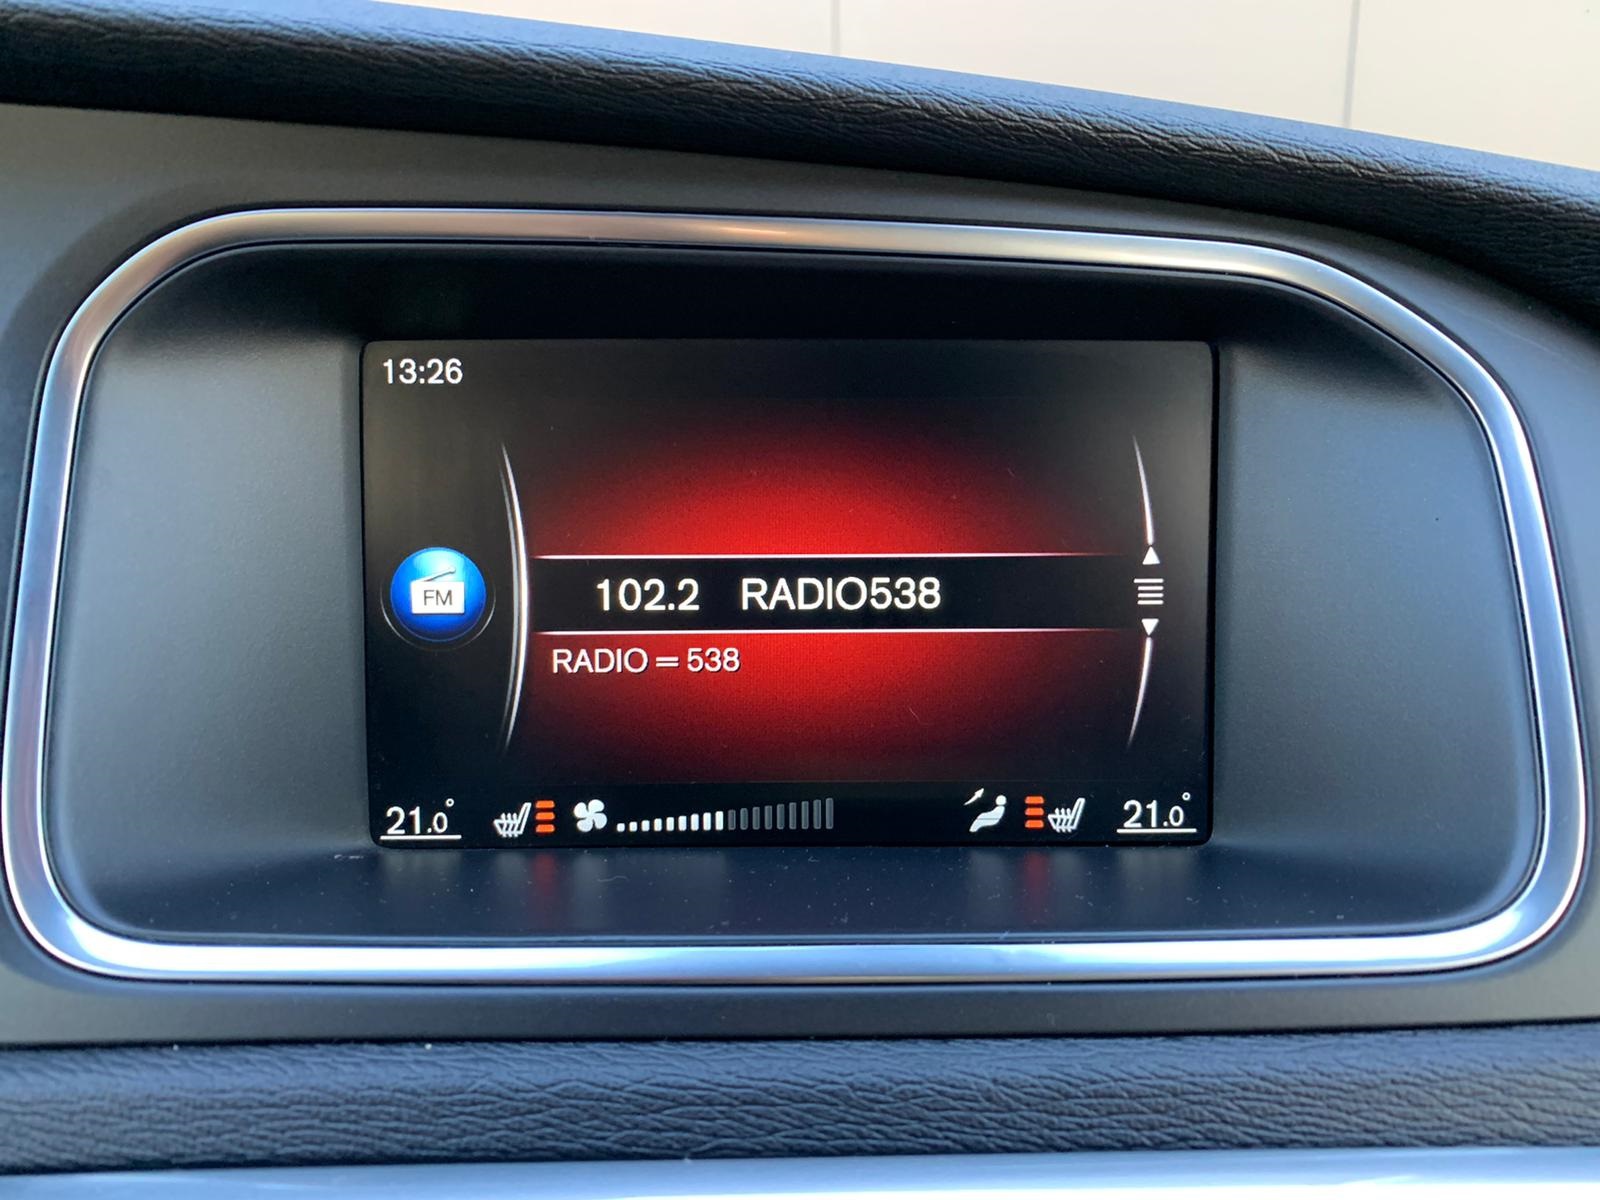 13:26
FM
102.2 RADIO538
RADIO = 538
21.0° 21.0°